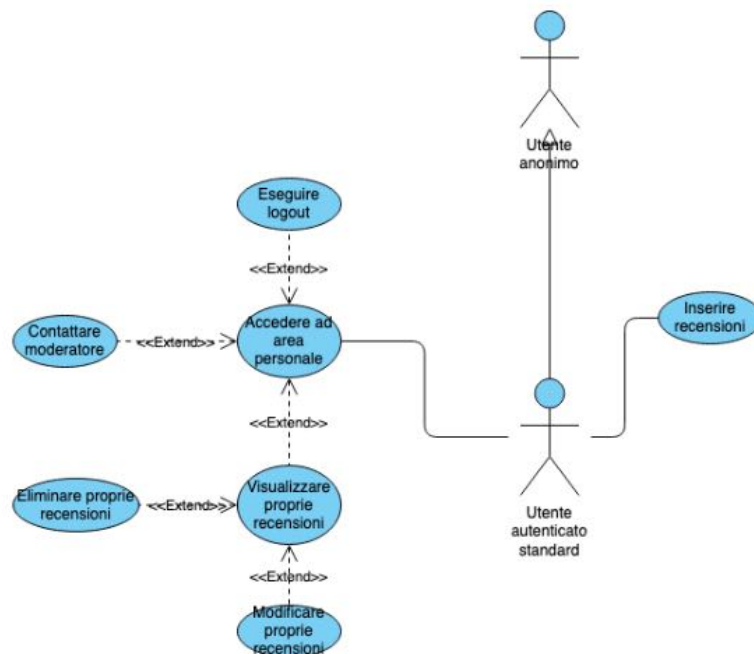 Utente
anonimo
Eseguire
logout
<<Extend>>
Contattare
moderatore
<<Extend>>
Accedere ad
area
personale
Inserire
recensioni
<<Extend>>
Eliminare proprie
recensioni
<<Extend>>
Visualizzare
proprie
recensioni
Utente
autenticato
standard
<<Extend>>
Modificare
proprie
recensioni